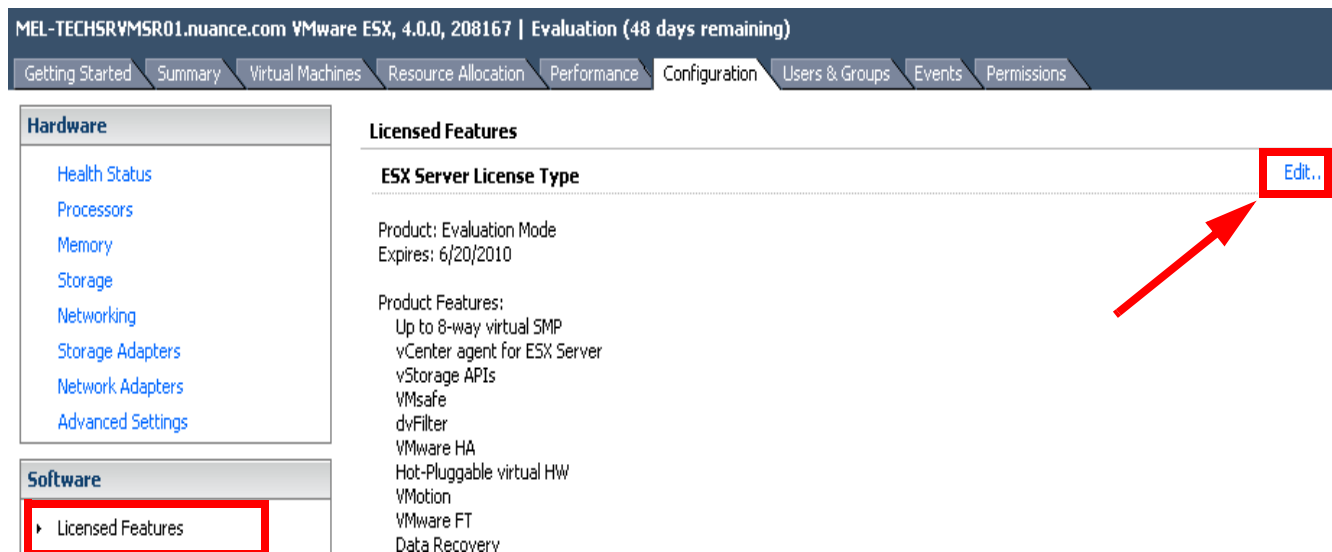 MEL-TECHSRVMSR01.nuance.com VMware ESX, 4.0.0, 208167 | Evaluation (48 days remaining)
Getting Started Summary Virtual Machines Resource Allocation Performance Configuration Users & Groups Events Permissions
Hardware
Health Status
Processors
Memory
Storage
Networking
Storage Adapters
Network Adapters
Advanced Settings
Software
Licensed Features
Licensed Features
ESX Server License Type
Edit..
Product: Evaluation Mode
Expires: 6/20/2010
Product Features:
Up to 8-way virtual SMP
vCenter agent for ESX Server
vStorage APIs
VMsafe
dvFilter
VMware HA
Hot-Pluggable virtual HW
VMotion
VMware FT
Data Recovery